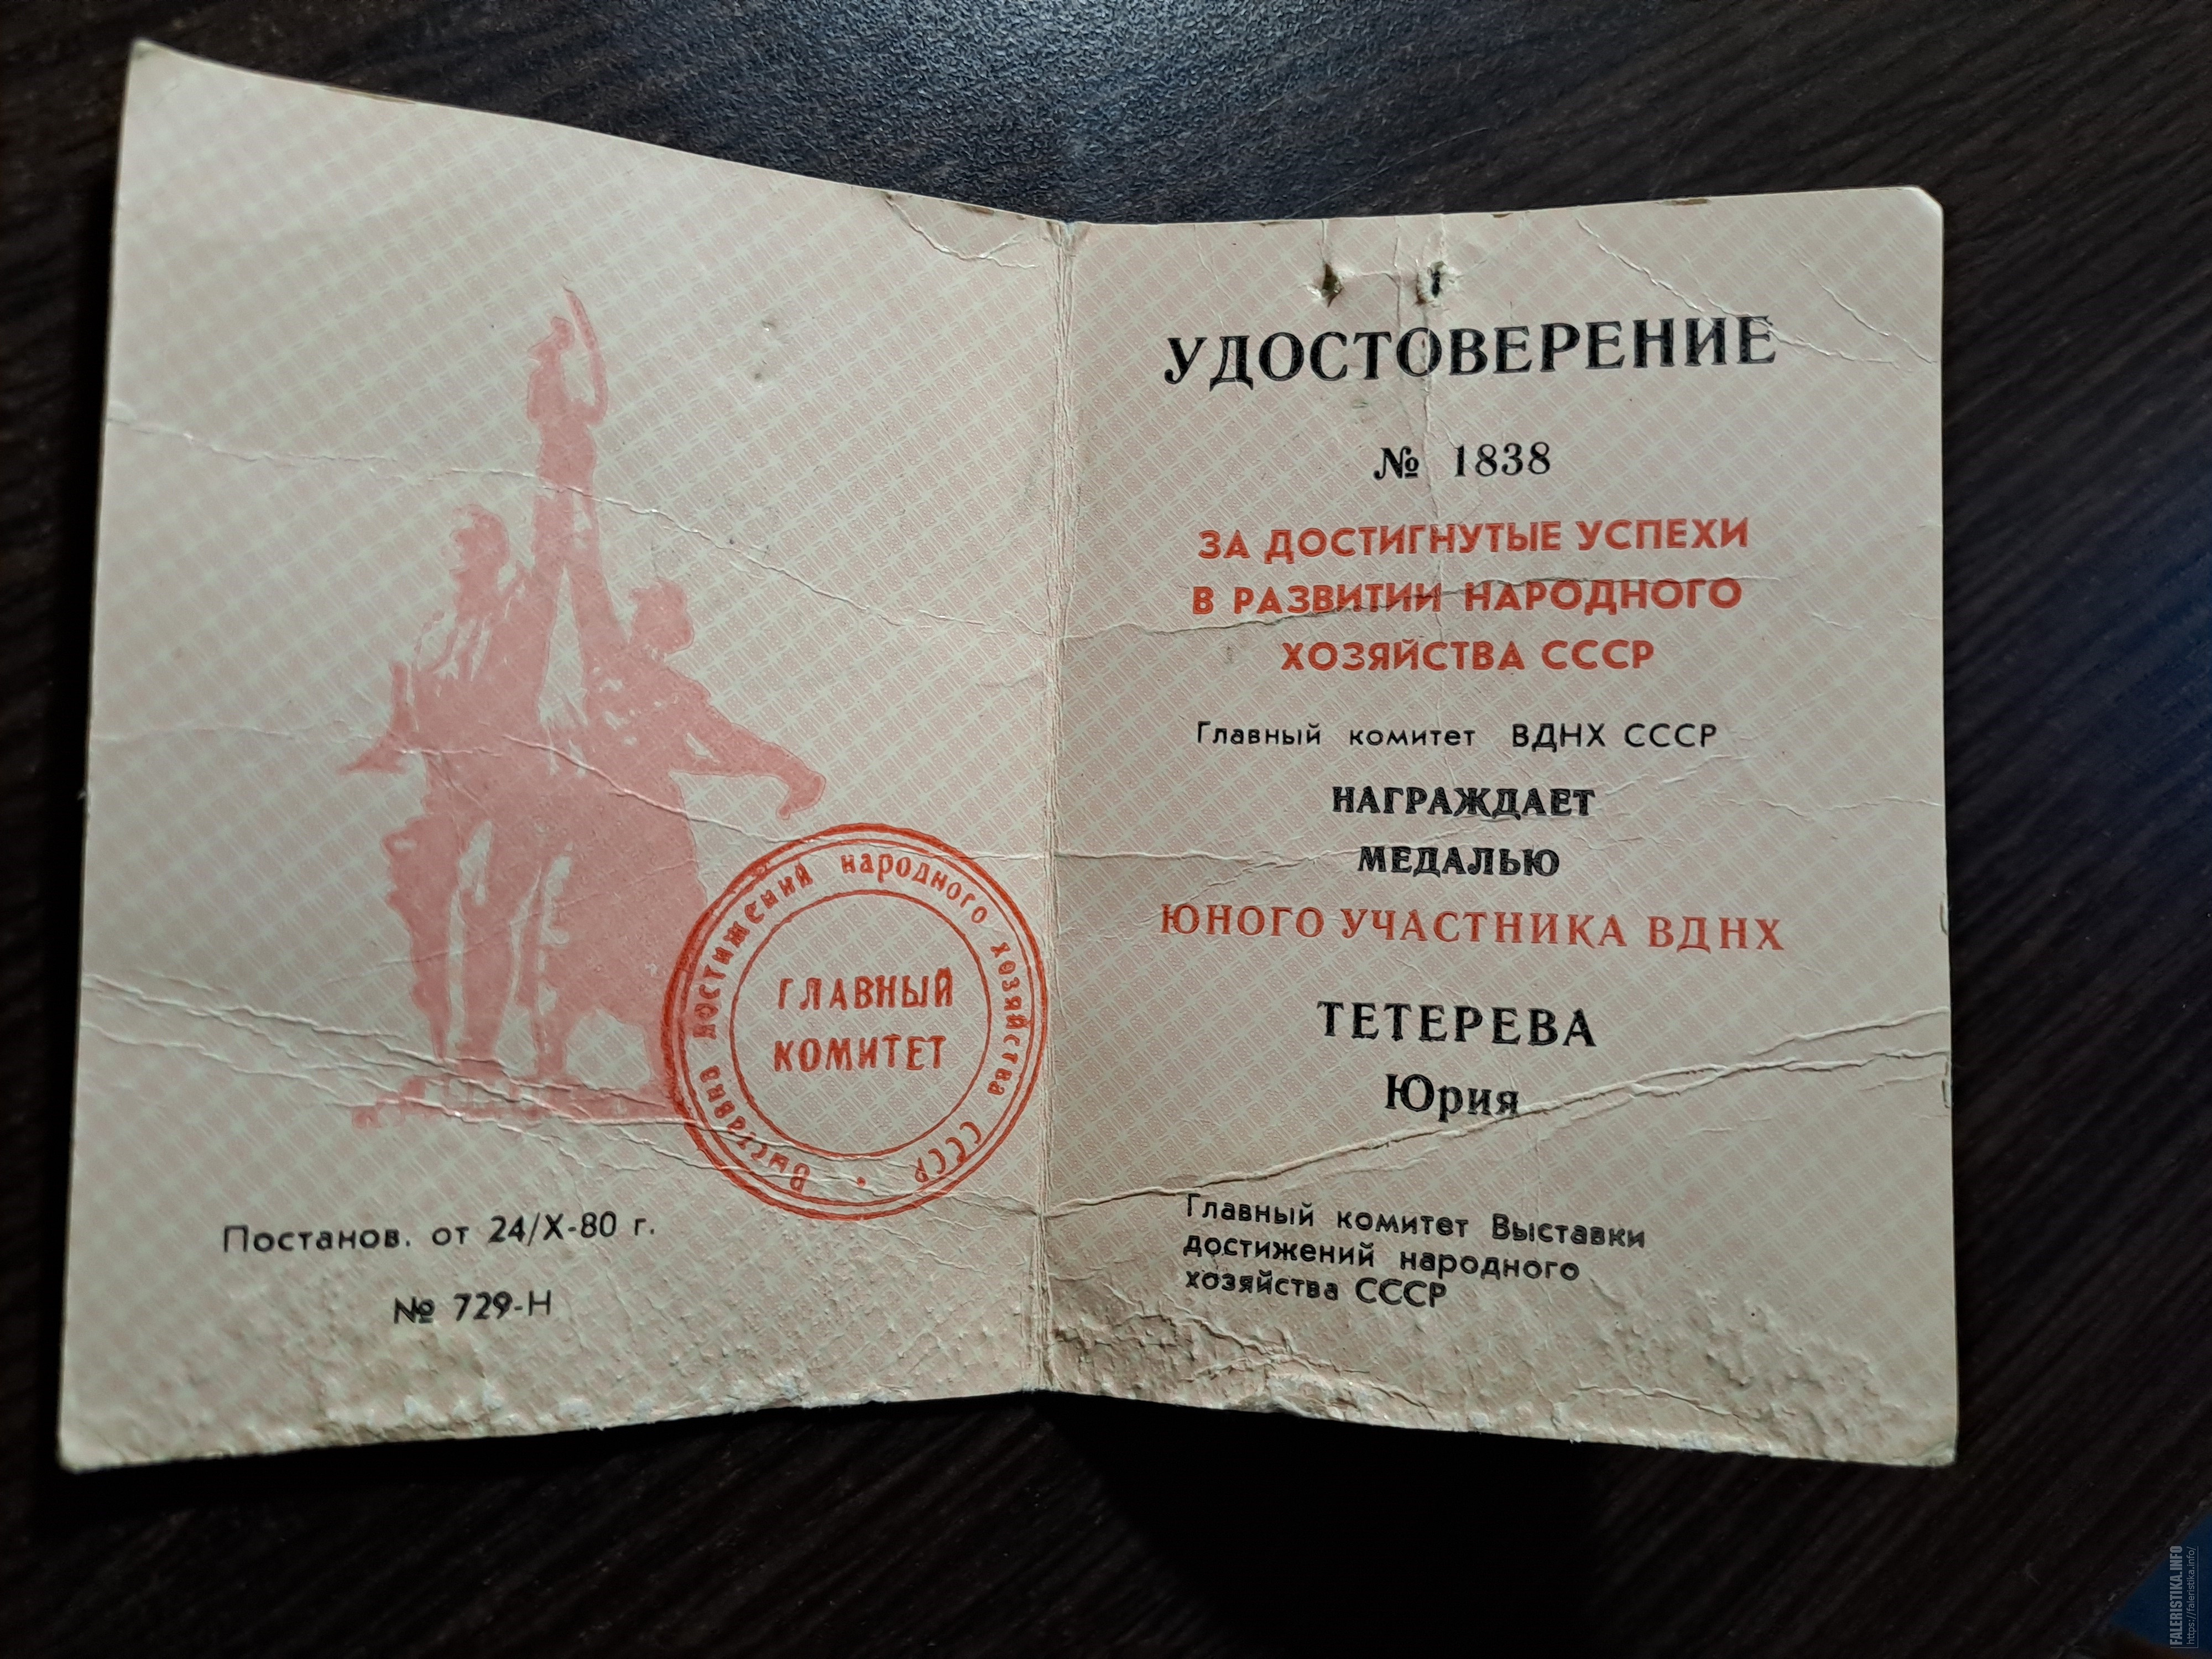 Выставка достижений народного хозяйства СССР •
ГЛАВНЫЙ
КОМИТЕТ
Постанов. от 24/X-80 г.
№ 729-Н
УДОСТОВЕРЕНИЕ
№ 1838
ЗА ДОСТИГНУТЫЕ УСПЕХИ
В РАЗВИТИИ НАРОДНОГО
ХОЗЯЙСТВА СССР
Главный комитет ВДНХ СССР
НАГРАЖДАЕТ
МЕДАЛЬЮ
ЮНОГО УЧАСТНИКА ВДНХ
ТЕТЕРЕВА
Юрия
Главный комитет Выставки
достижений народного
хозяйства СССР
FALERISTIKA.INFO
https://faleristika.info/